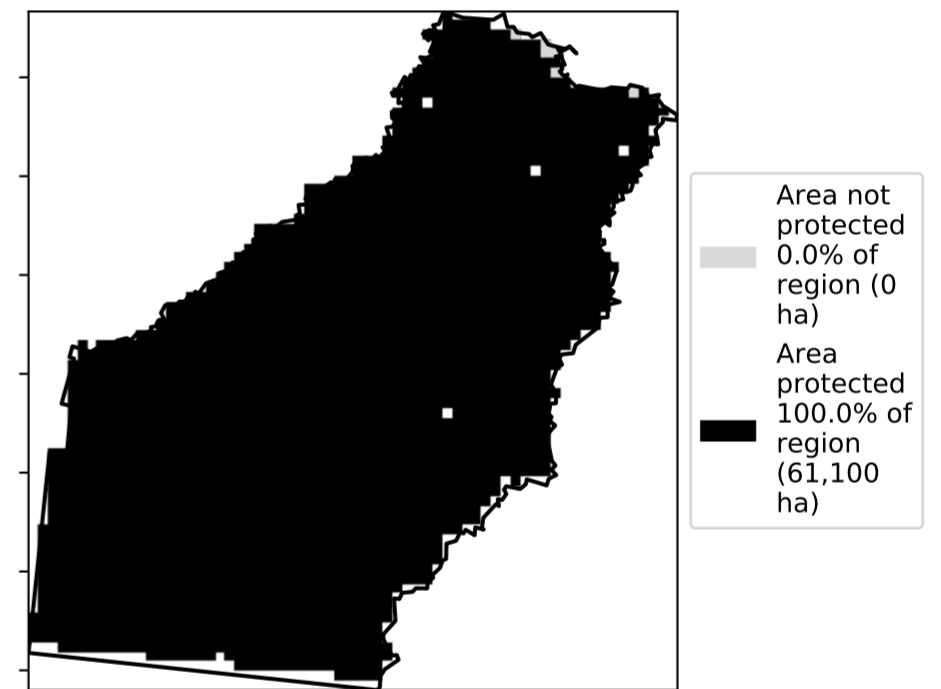 Area not
protected
0.0% of
region (0
ha)
Area
protected
100.0% of
region
(61,100
ha)